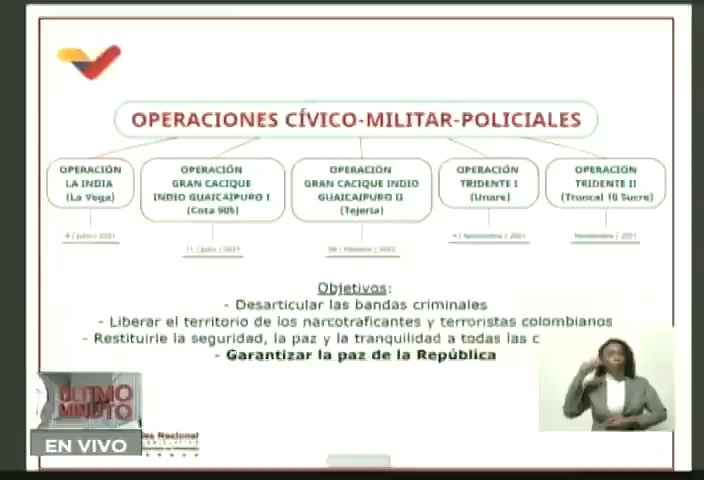 OPERACIONES CÍVICO-MILITAR-POLICIALES
OPERACIÓN
LA INDIA
(La Vega)
OPERACIÓN
GRAN CACIQUE
INDIO GUAICAIPURO I
(Cota 905)
OPERACIÓN
GRAN CACIQUE INDIO
GUAICAIPURO II
(Tejería)
OPERACIÓN
TRIDENTE I
(Unare)
OPERACIÓN
TRIDENTE II
(Troncal 10 Sucre)
Objetivos:
- Desarticular las bandas criminales
- Liberar el territorio de los narcotraficantes y terroristas colombianos
- Restituirle la seguridad, la paz y la tranquilidad a todas las c
- Garantizar la paz de la República
ÚLTIMO
MINUTO
EN VIVO
Nacional